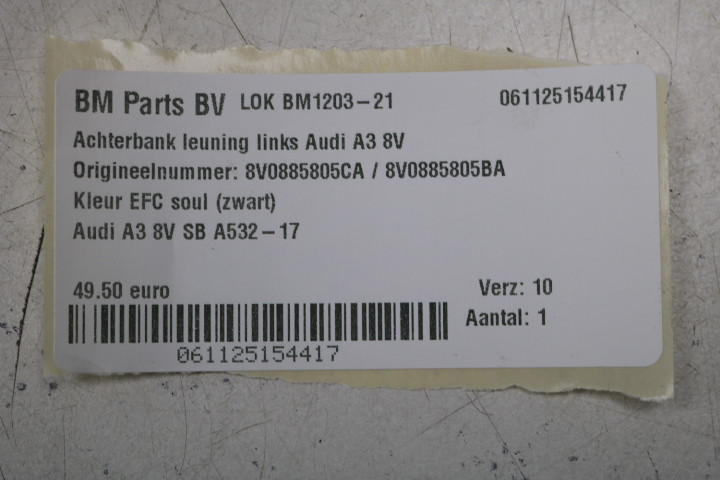 BM Parts BV LOK BM1203-21 061125154417
Achterbank leuning links Audi A3 8V
Origineelnummer: 8V0885805CA / 8V0885805BA
Kleur EFC soul (zwart)
Audi A3 8V SB A532-17
49.50 euro Verz: 10
Aantal: 1
061125154417